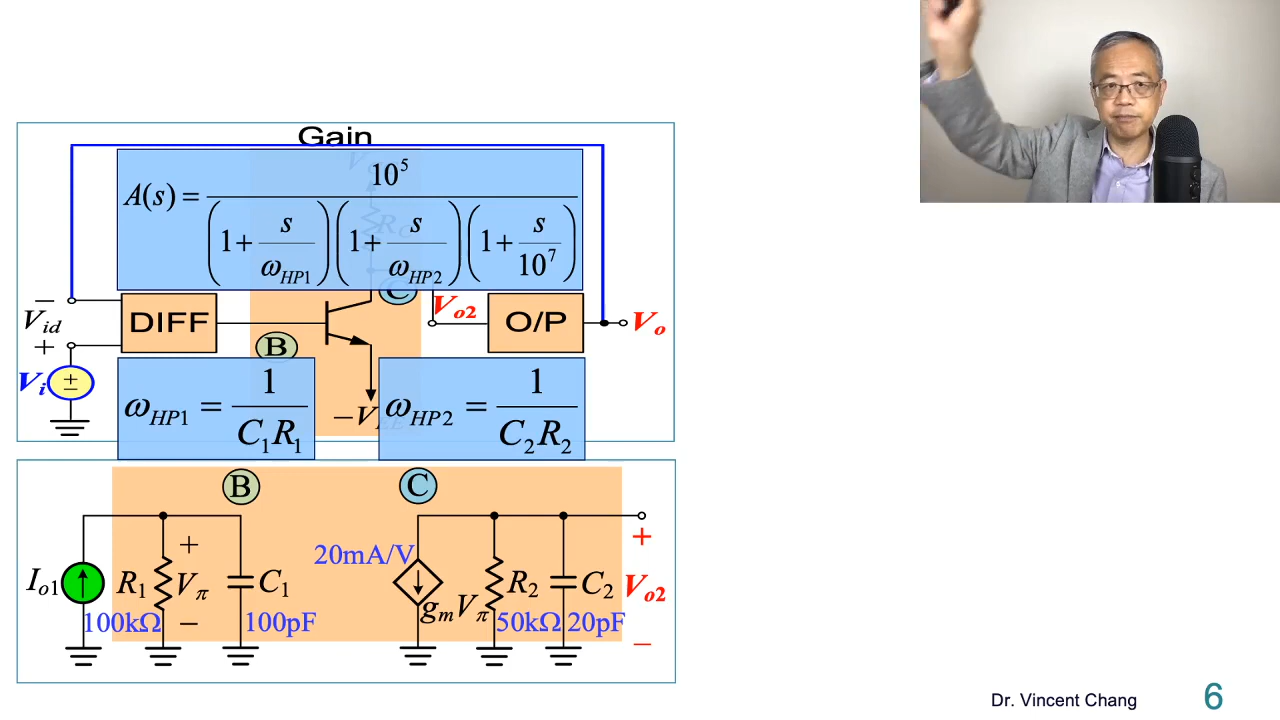 Gain
A(s) = 10^5 / ((1 + s/ω_HP1)(1 + s/ω_HP2)(1 + s/10^7))
C
−
V_id
+
DIFF
V_o2
O/P
V_o
B
V_i
+
−
ω_HP1 = 1/(C_1R_1)
−V_EE
ω_HP2 = 1/(C_2R_2)
B
C
I_o1
R_1
+
V_π
−
C_1
100kΩ
100pF
20mA/V
g_mV_π
R_2
C_2
50kΩ
20pF
+
V_o2
−
Dr. Vincent Chang
6